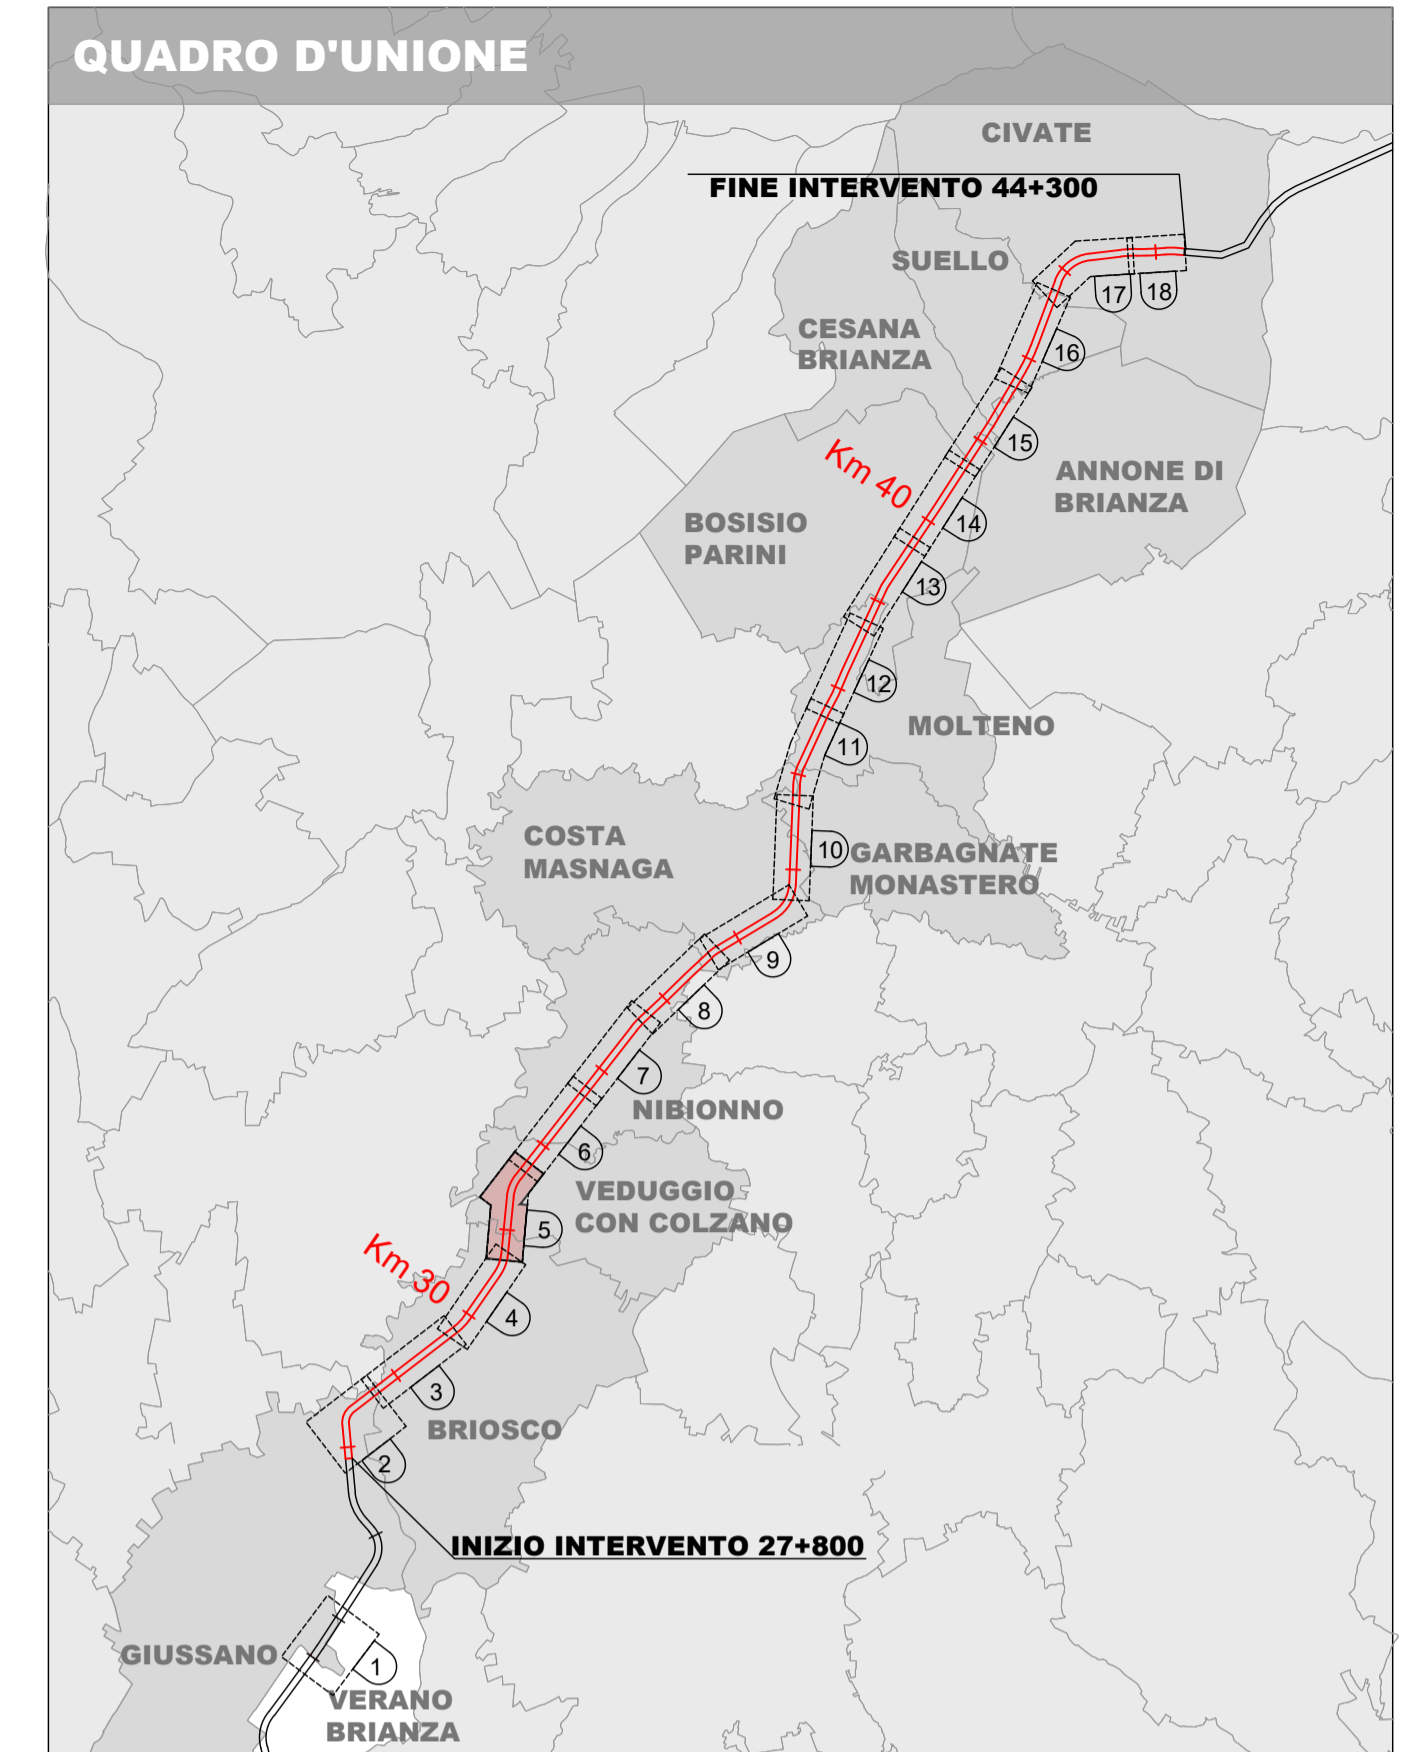 QUADRO D'UNIONE
CIVATE
FINE INTERVENTO 44+300
SUELLO
17
18
CESANA
BRIANZA
16
15
Km 40
ANNONE DI
BRIANZA
BOSISIO
PARINI
14
13
12
MOLTENO
11
COSTA
MASNAGA
10
GARBAGNATE
MONASTERO
9
8
7
NIBIONNO
6
VEDUGGIO
CON COLZANO
5
Km 30
4
3
BRIOSCO
2
INIZIO INTERVENTO 27+800
GIUSSANO
1
VERANO
BRIANZA